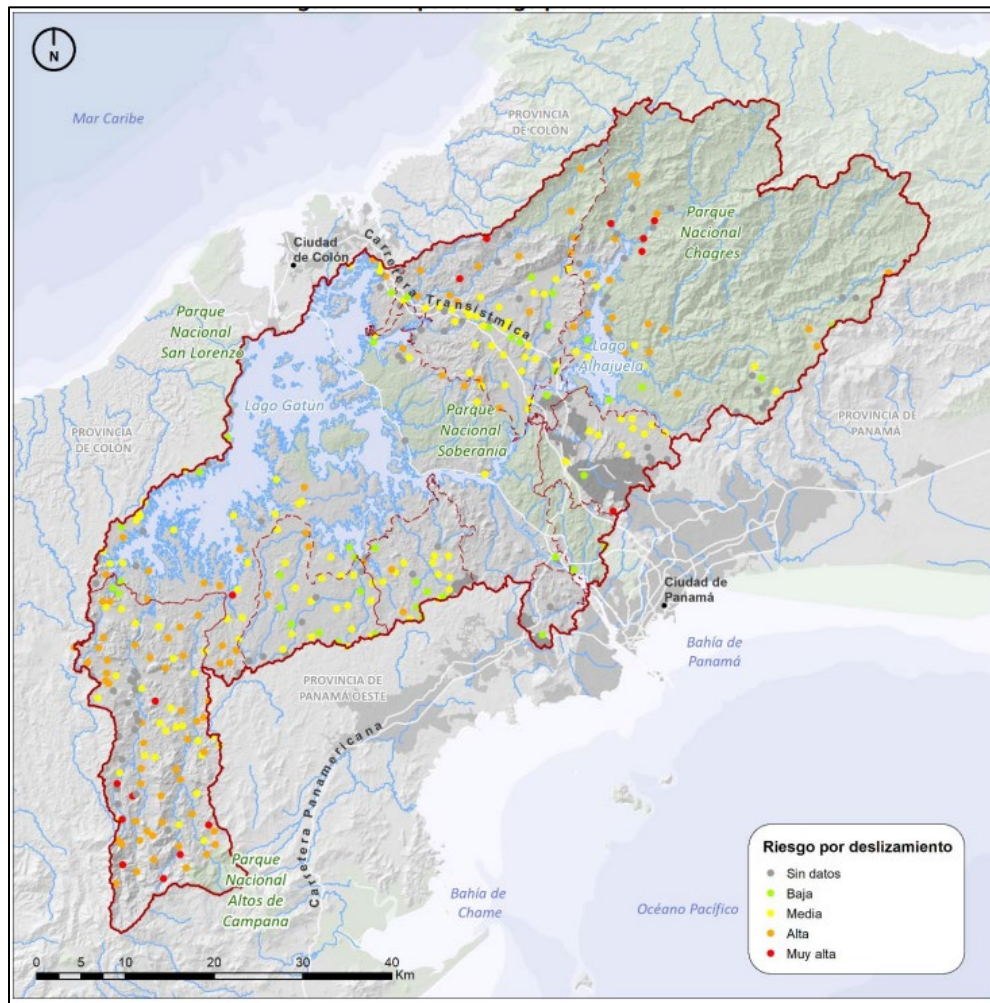 N
Mar Caribe
PROVINCIA
DE COLÓN
Parque
Nacional
Chagres
Ciudad
de Colón
Carretera Transístmica
Parque
Nacional
San Lorenzo
Lago
Alhajuela
Lago Gatun
Parque
Nacional
Soberanía
PROVINCIA
DE COLÓN
PROVINCIA DE
PANAMÁ
Ciudad de
Panamá
Bahía de
Panamá
PROVINCIA DE
PANAMÁ OESTE
Carretera Panamericana
Parque
Nacional
Altos de
Campana
Bahía de
Chame
Océano Pacífico
Riesgo por deslizamiento
Sin datos
Baja
Media
Alta
Muy alta
0 5 10 20 30 40
Km